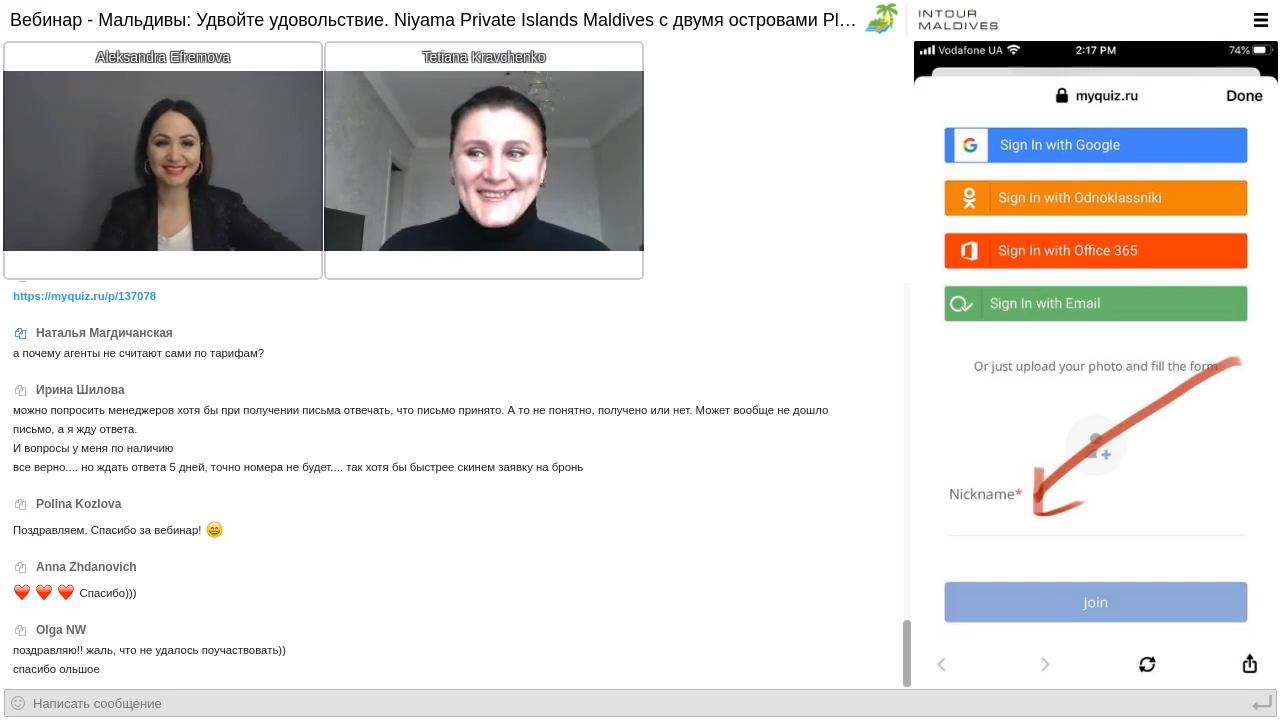 Вебинар - Мальдивы: Удвойте удовольствие. Niyama Private Islands Maldives с двумя островами Pl…
INTOUR
MALDIVES
Aleksandra Efremova
Tetiana Kravchenko
https://myquiz.ru/p/137078
Наталья Магдичанская
а почему агенты не считают сами по тарифам?
Ирина Шилова
можно попросить менеджеров хотя бы при получении письма отвечать, что письмо принято. А то не понятно, получено или нет. Может вообще не дошло
письмо, а я жду ответа.
И вопросы у меня по наличию
все верно.... но ждать ответа 5 дней, точно номера не будет.... так хотя бы быстрее скинем заявку на бронь
Polina Kozlova
Поздравляем. Спасибо за вебинар!
Anna Zhdanovich
Спасибо)))
Olga NW
поздравляю!! жаль, что не удалось поучаствовать))
спасибо ольшое
Написать сообщение
Vodafone UA 2:17 PM 74%
myquiz.ru Done
Sign In with Google
Sign In with Odnoklassniki
Sign In with Office 365
Sign In with Email
Or just upload your photo and fill the form
Nickname*
Join